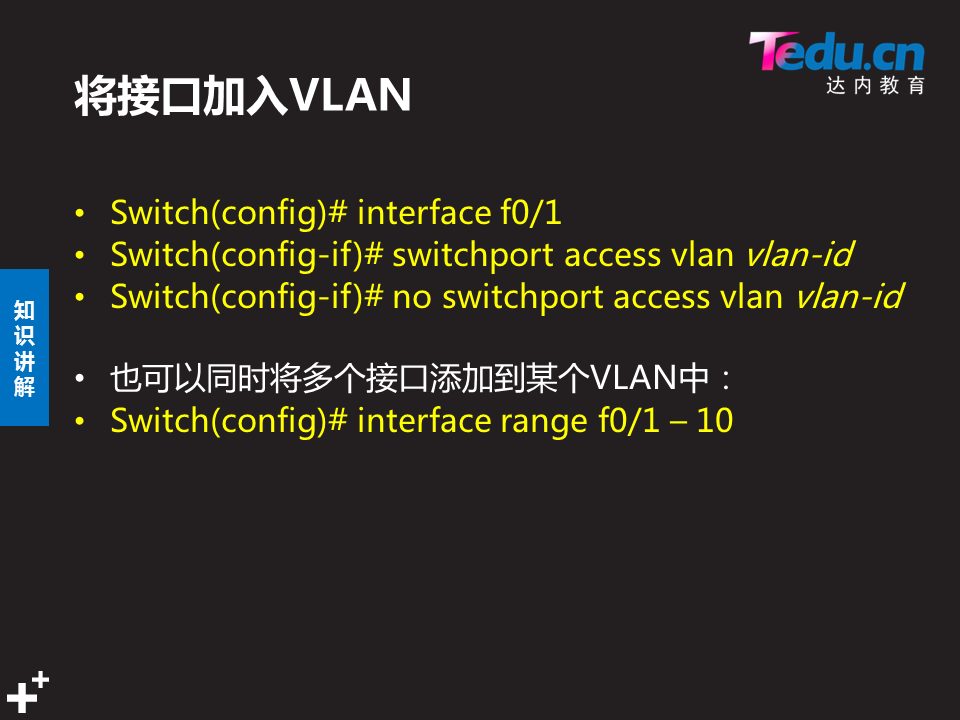 Tedu.cn
达内教育
将接口加入VLAN
• Switch(config)# interface f0/1
• Switch(config-if)# switchport access vlan vlan-id
• Switch(config-if)# no switchport access vlan vlan-id
知
识
讲
解
• 也可以同时将多个接口添加到某个VLAN中：
• Switch(config)# interface range f0/1 – 10